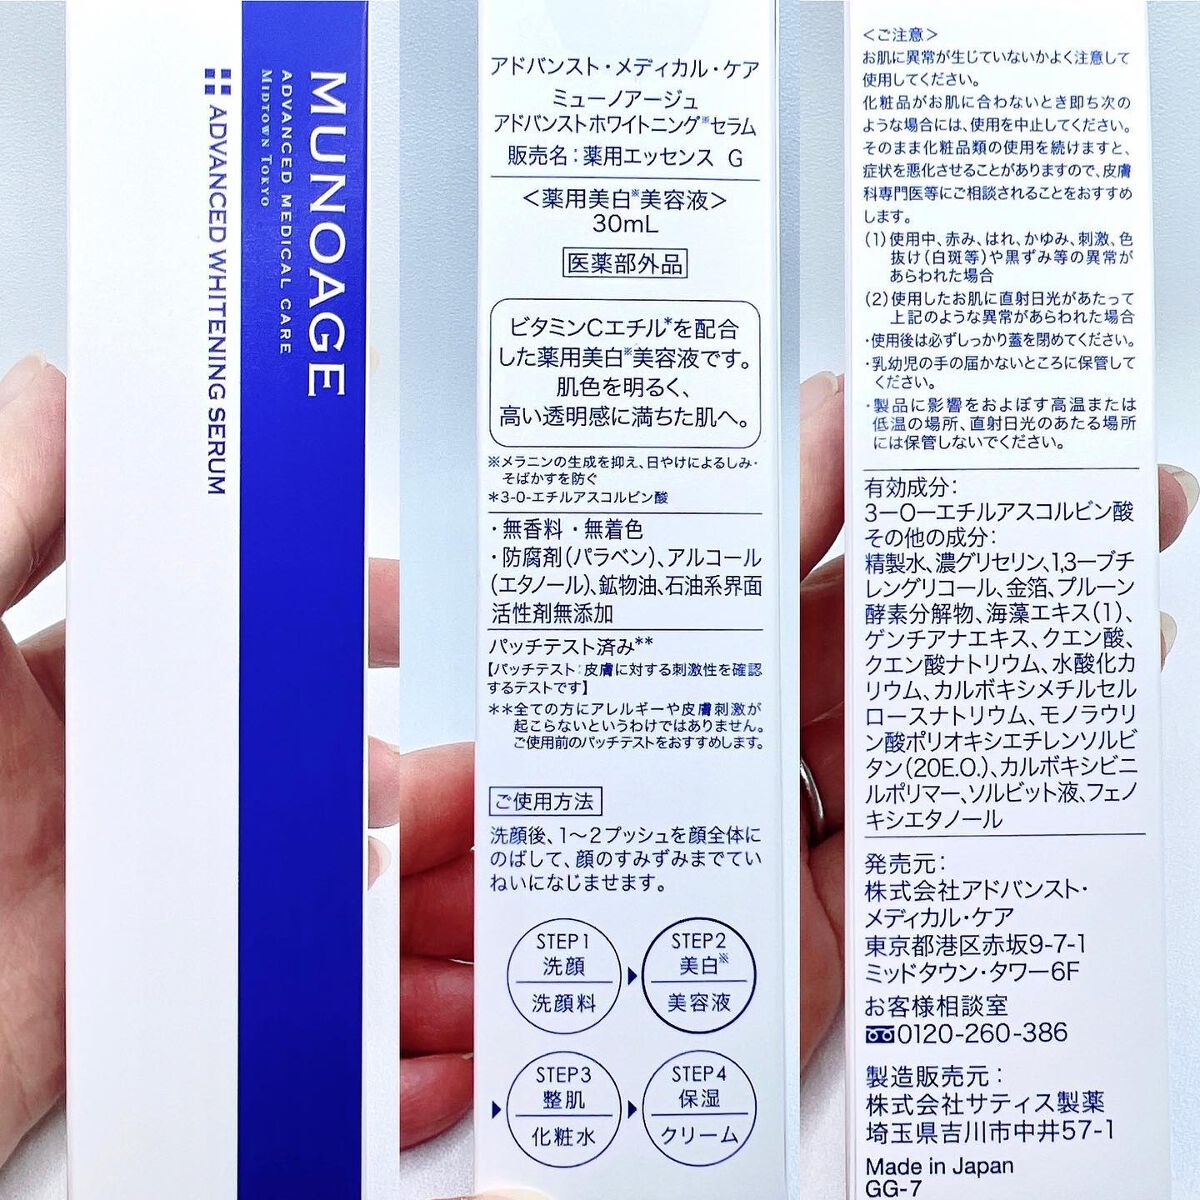 MUNOAGE
ADVANCED MEDICAL CARE
MIDTOWN TOKYO
ADVANCED WHITENING SERUM
アドバンスト・メディカル・ケア
ミューノアージュ
アドバンストホワイトニング※セラム
販売名：薬用エッセンス G
＜薬用美白※美容液＞
30mL
医薬部外品
ビタミンCエチル*を配合
した薬用美白※美容液です。
肌色を明るく、
高い透明感に満ちた肌へ。
※メラニンの生成を抑え、日やけによるしみ・
そばかすを防ぐ
＊3-O-エチルアスコルビン酸
・無香料 ・無着色
・防腐剤(パラベン)、アルコール
(エタノール)、鉱物油、石油系界面
活性剤無添加
パッチテスト済み**
【パッチテスト：皮膚に対する刺激性を確認
するテストです】
**全ての方にアレルギーや皮膚刺激が
起こらないというわけではありません。
ご使用前のパッチテストをおすすめします。
ご使用方法
洗顔後、1〜2プッシュを顔全体に
のばして、顔のすみずみまでてい
ねいになじませます。
STEP1
洗顔
洗顔料
STEP2
美白※
美容液
STEP3
整肌
化粧水
STEP4
保湿
クリーム
＜ご注意＞
お肌に異常が生じていないかよく注意して
使用してください。
化粧品がお肌に合わないとき即ち次の
ような場合には、使用を中止してください。
そのまま化粧品類の使用を続けますと、
症状を悪化させることがありますので、皮膚
科専門医等にご相談されることをおすすめ
します。
(1)使用中、赤み、はれ、かゆみ、刺激、色
抜け(白斑等)や黒ずみ等の異常が
あらわれた場合
(2)使用したお肌に直射日光があたって
上記のような異常があらわれた場合
・使用後は必ずしっかり蓋を閉めてください。
・乳幼児の手の届かないところに保管して
ください。
・製品に影響をおよぼす高温または
低温の場所、直射日光のあたる場所
には保管しないでください。
有効成分：
3ーOーエチルアスコルビン酸
その他の成分：
精製水、濃グリセリン、1,3ーブチ
レングリコール、金箔、プルーン
酵素分解物、海藻エキス(1)、
ゲンチアナエキス、クエン酸、
クエン酸ナトリウム、水酸化カ
リウム、カルボキシメチルセル
ロースナトリウム、モノラウリ
ン酸ポリオキシエチレンソルビ
タン(20E.O.)、カルボキシビニ
ルポリマー、ソルビット液、フェノ
キシエタノール
発売元：
株式会社アドバンスト・
メディカル・ケア
東京都港区赤坂9-7-1
ミッドタウン・タワー6F
お客様相談室
0120-260-386
製造販売元：
株式会社サティス製薬
埼玉県吉川市中井57-1
Made in Japan
GG-7